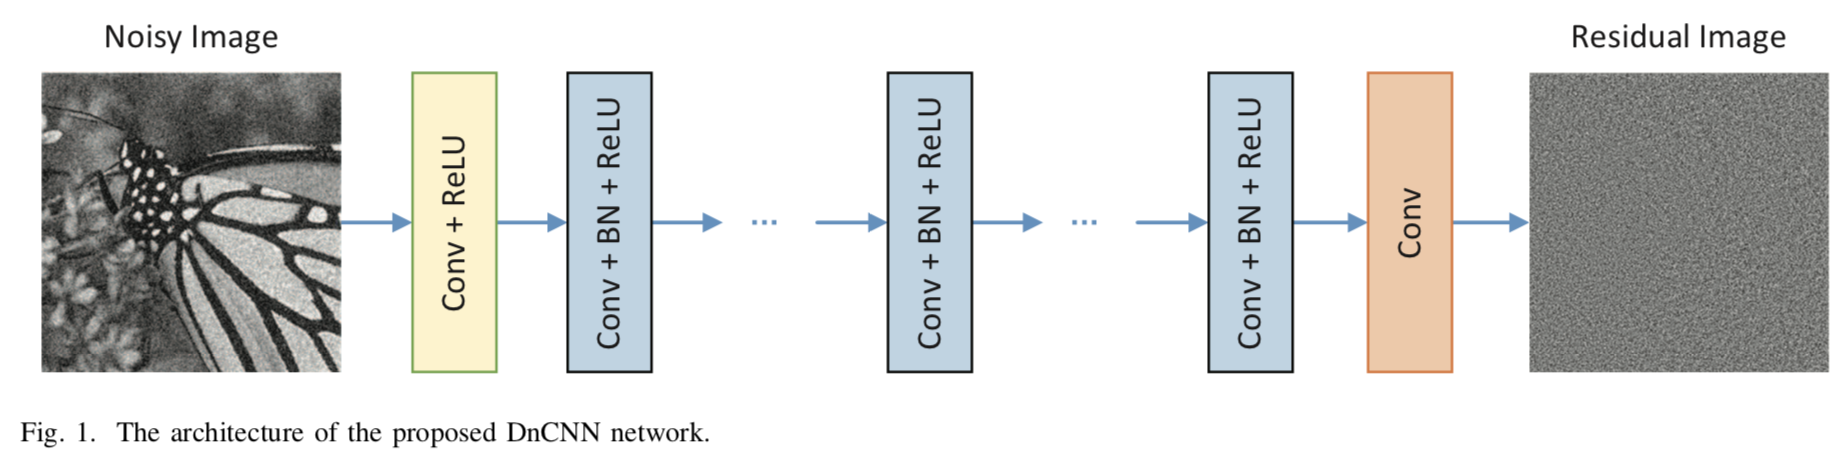 Noisy Image
Residual Image
Conv + ReLU
Conv + BN + ReLU
...
Conv + BN + ReLU
...
Conv + BN + ReLU
Conv
Fig. 1. The architecture of the proposed DnCNN network.